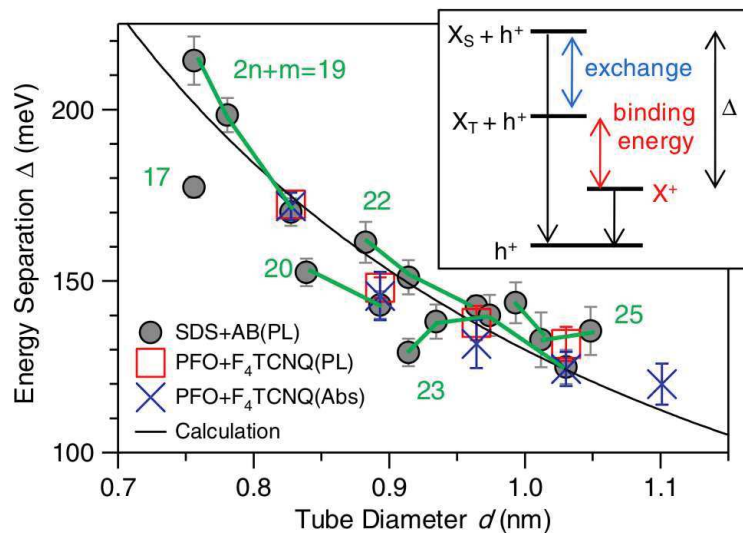 Energy Separation Δ (meV)
200
150
100
2n+m=19
17
22
20
23
25
SDS+AB(PL)
PFO+F₄TCNQ(PL)
PFO+F₄TCNQ(Abs)
Calculation
0.7 0.8 0.9 1.0 1.1
Tube Diameter d (nm)
X_S + h⁺
exchange
X_T + h⁺
binding
energy
Δ
X⁺
h⁺